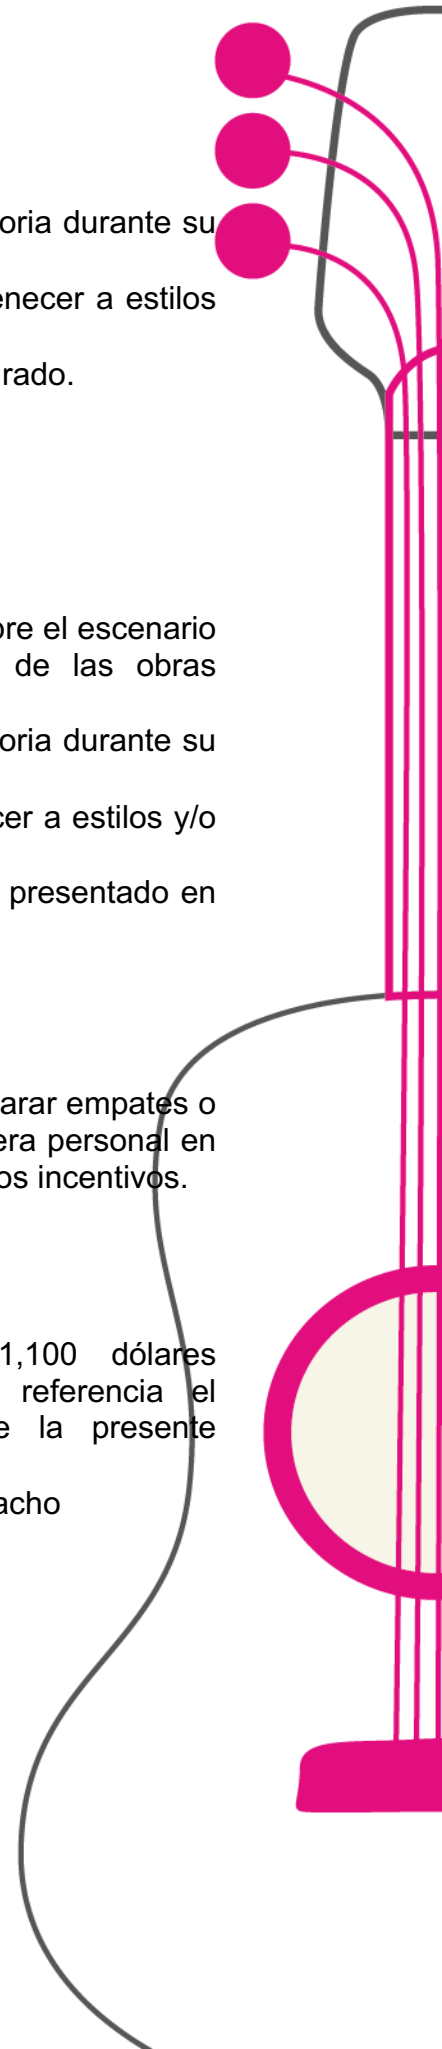 oria durante su
enecer a estilos
rado.
bre el escenario
de las obras
oria durante su
cer a estilos y/o
presentado en
arar empates o
era personal en
os incentivos.
1,100 dólares
referencia el
e la presente
acho